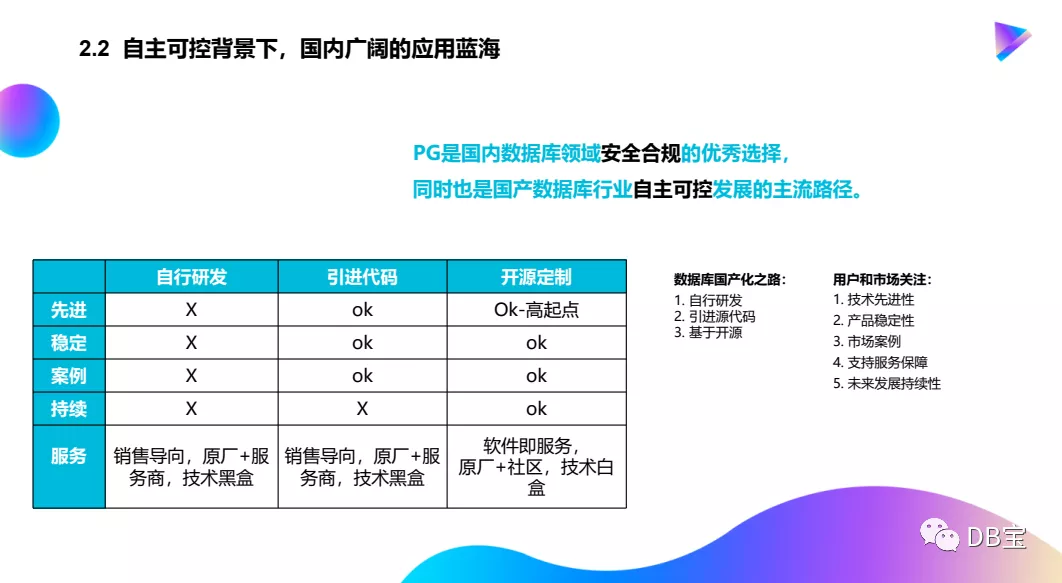 2.2 自主可控背景下，国内广阔的应用蓝海
PG是国内数据库领域安全合规的优秀选择，
同时也是国产数据库行业自主可控发展的主流路径。
自行研发 引进代码 开源定制
先进 X ok Ok-高起点
稳定 X ok ok
案例 X ok ok
持续 X X ok
服务
销售导向，原厂+服
务商，技术黑盒
销售导向，原厂+服
务商，技术黑盒
软件即服务，
原厂+社区，技术白
盒
数据库国产化之路：
1. 自行研发
2. 引进源代码
3. 基于开源
用户和市场关注：
1. 技术先进性
2. 产品稳定性
3. 市场案例
4. 支持服务保障
5. 未来发展持续性
DB宝